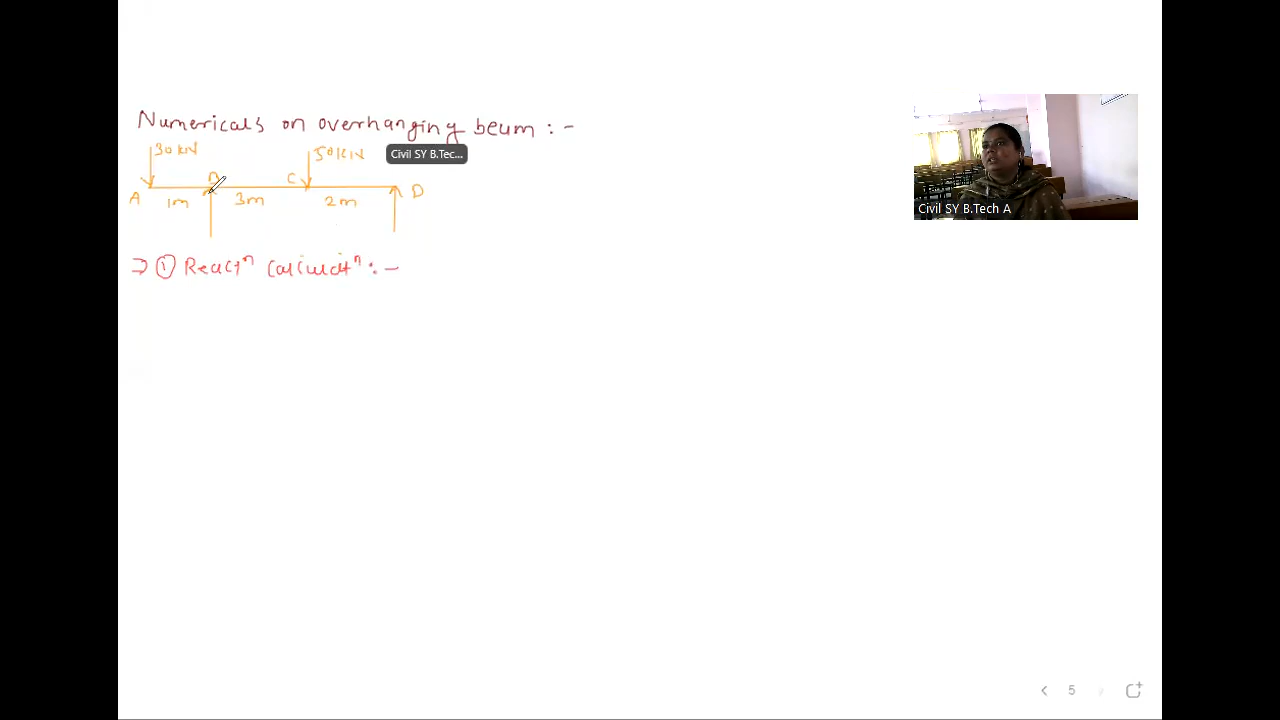 Numericals on overhanging beum :-
30 kN
50 kN
Civil SY B.Tec...
A
B
C
D
1m
3m
2m
⇒ ① Reactⁿ Calculatⁿ :-
Civil SY B.Tech A
5